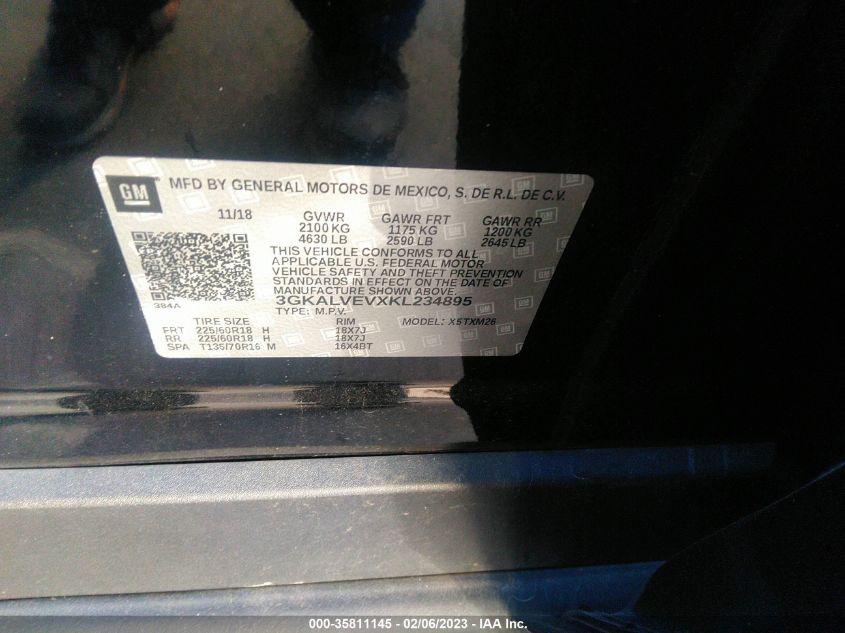 GM
MFD BY GENERAL MOTORS DE MEXICO, S. DE R.L. DE C.V.
11/18 GVWR GAWR FRT GAWR RR
2100 KG 1175 KG 1200 KG
4630 LB 2590 LB 2645 LB
THIS VEHICLE CONFORMS TO ALL
APPLICABLE U.S. FEDERAL MOTOR
VEHICLE SAFETY AND THEFT PREVENTION
STANDARDS IN EFFECT ON THE DATE OF
MANUFACTURE SHOWN ABOVE.
384A
3GKALVEVXKL234895
TYPE: M.P.V. MODEL: X5TXM26
TIRE SIZE RIM
FRT 225/60R18 H 18X7J
RR 225/60R18 H 18X7J
SPA T135/70R16 M 16X4BT
000-35811145 - 02/06/2023 - © IAA Inc.